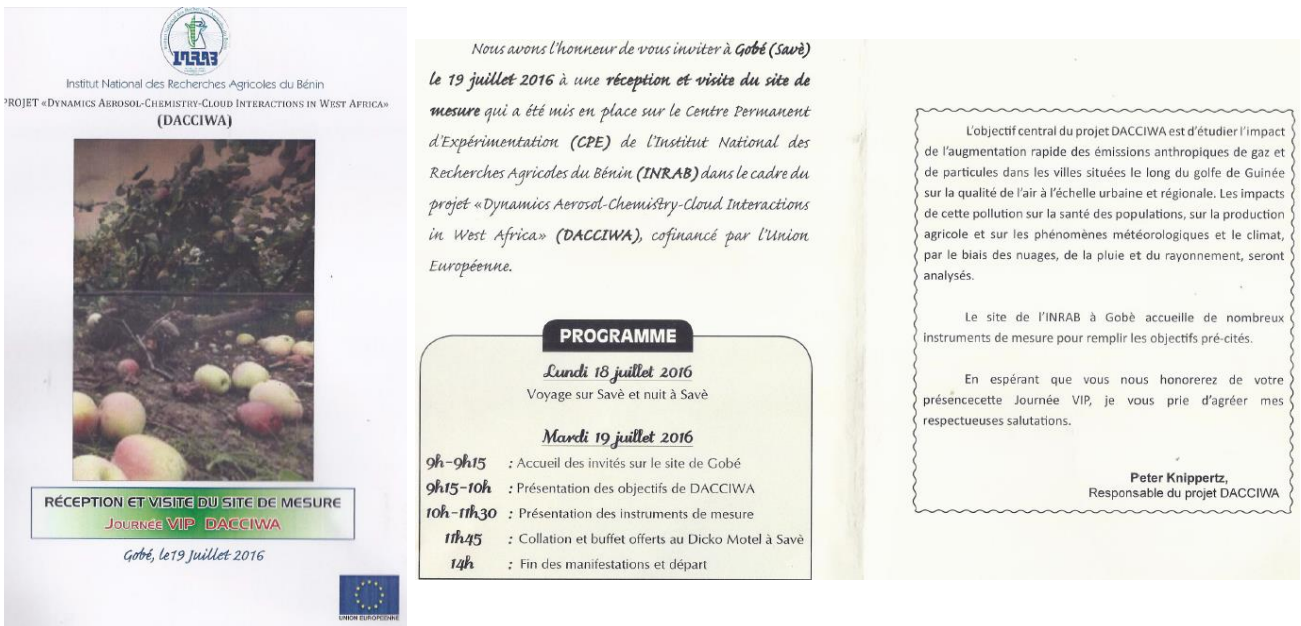 INRAB
Institut National des Recherches Agricoles du Bénin
PROJET «DYNAMICS AEROSOL-CHEMISTRY-CLOUD INTERACTIONS IN WEST AFRICA»
(DACCIWA)
RÉCEPTION ET VISITE DU SITE DE MESURE
JOURNÉE VIP DACCIWA
Gobé, le19 Juillet 2016
UNION EUROPÉENNE
Nous avons l'honneur de vous inviter à Gobé (Savè)
le 19 juillet 2016 à une réception et visite du site de
mesure qui a été mis en place sur le Centre Permanent
d'Expérimentation (CPE) de l'Institut National des
Recherches Agricoles du Bénin (INRAB) dans le cadre du
projet «Dynamics Aerosol-Chemistry-Cloud Interactions
in West Africa» (DACCIWA), cofinancé par l'Union
Européenne.
PROGRAMME
Lundi 18 juillet 2016
Voyage sur Savè et nuit à Savè
Mardi 19 juillet 2016
9h-9h15 : Accueil des invités sur le site de Gobé
9h15-10h : Présentation des objectifs de DACCIWA
10h-11h30 : Présentation des instruments de mesure
11h45 : Collation et buffet offerts au Dicko Motel à Savè
14h : Fin des manifestations et départ
L'objectif central du projet DACCIWA est d'étudier l'impact
de l'augmentation rapide des émissions anthropiques de gaz et
de particules dans les villes situées le long du golfe de Guinée
sur la qualité de l'air à l'échelle urbaine et régionale. Les impacts
de cette pollution sur la santé des populations, sur la production
agricole et sur les phénomènes météorologiques et le climat,
par le biais des nuages, de la pluie et du rayonnement, seront
analysés.
Le site de l'INRAB à Gobè accueille de nombreux
instruments de mesure pour remplir les objectifs pré-cités.
En espérant que vous nous honorerez de votre
présencecette Journée VIP, je vous prie d'agréer mes
respectueuses salutations.
Peter Knippertz,
Responsable du projet DACCIWA